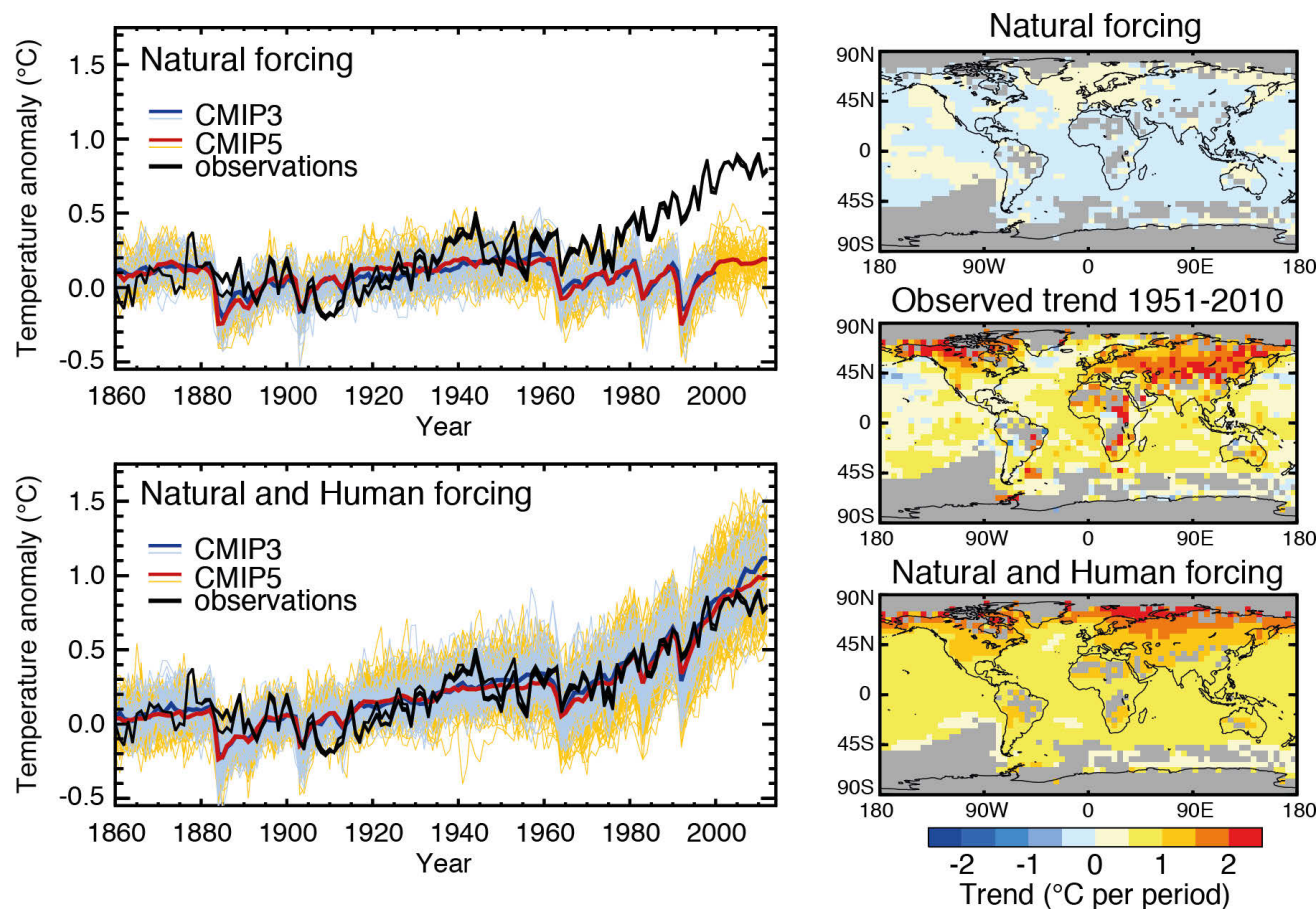 Natural forcing
CMIP3
CMIP5
observations
Temperature anomaly (°C)
1.5
1.0
0.5
0.0
-0.5
1860 1880 1900 1920 1940 1960 1980 2000
Year
Natural and Human forcing
CMIP3
CMIP5
observations
Temperature anomaly (°C)
1.5
1.0
0.5
0.0
-0.5
1860 1880 1900 1920 1940 1960 1980 2000
Year
Natural forcing
90N
45N
0
45S
90S
180 90W 0 90E 180
Observed trend 1951-2010
90N
45N
0
45S
90S
180 90W 0 90E 180
Natural and Human forcing
90N
45N
0
45S
90S
180 90W 0 90E 180
-2 -1 0 1 2
Trend (°C per period)